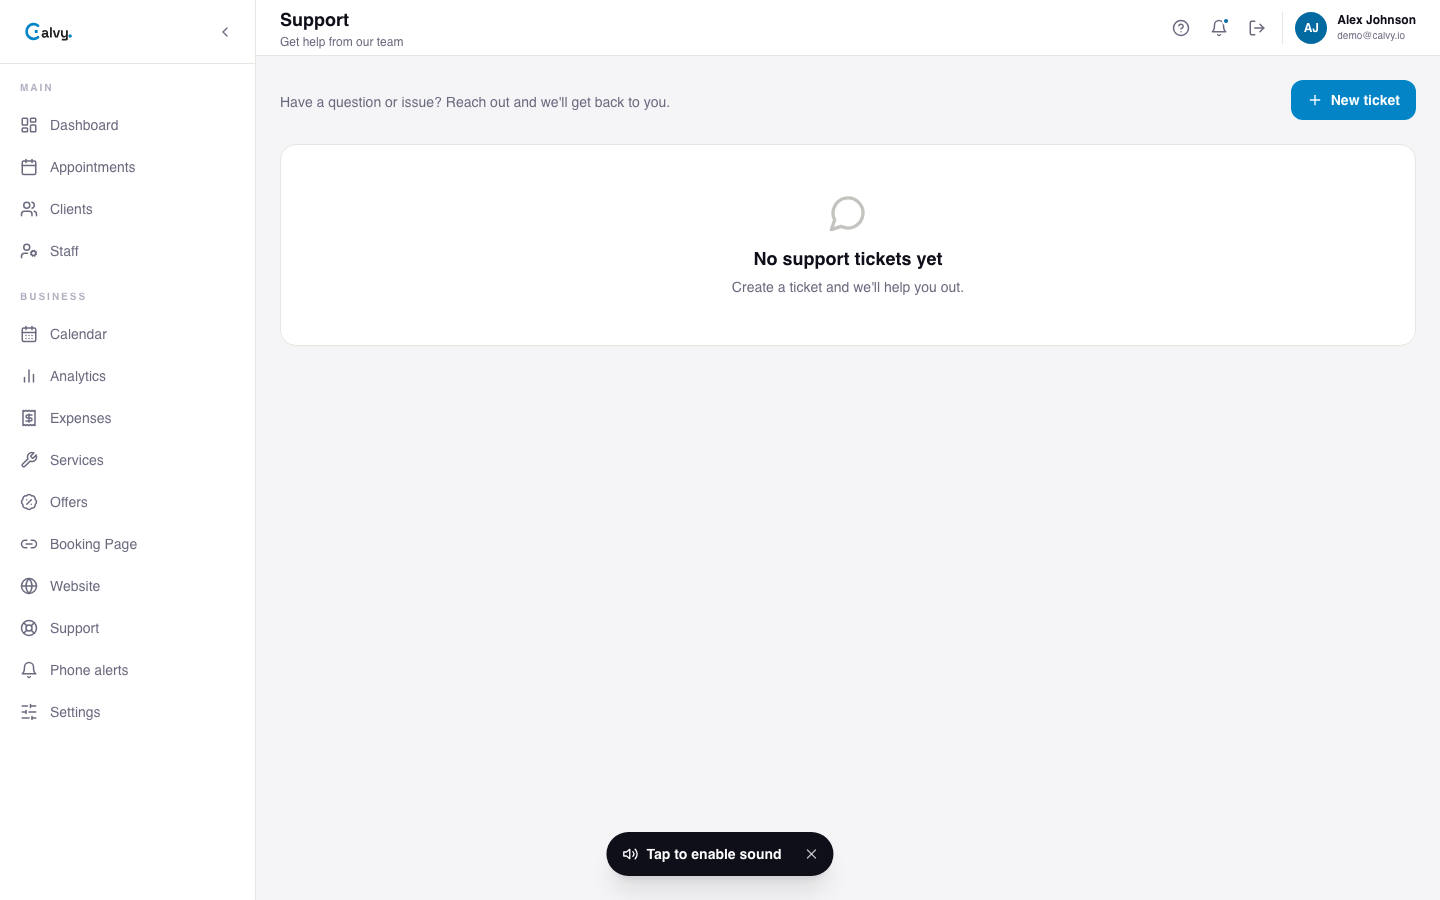 Calvy.
MAIN
Dashboard
Appointments
Clients
Staff
BUSINESS
Calendar
Analytics
Expenses
Services
Offers
Booking Page
Website
Support
Phone alerts
Settings
Support
Get help from our team
AJ
Alex Johnson
demo@calvy.io
Have a question or issue? Reach out and we'll get back to you.
New ticket
No support tickets yet
Create a ticket and we'll help you out.
Tap to enable sound